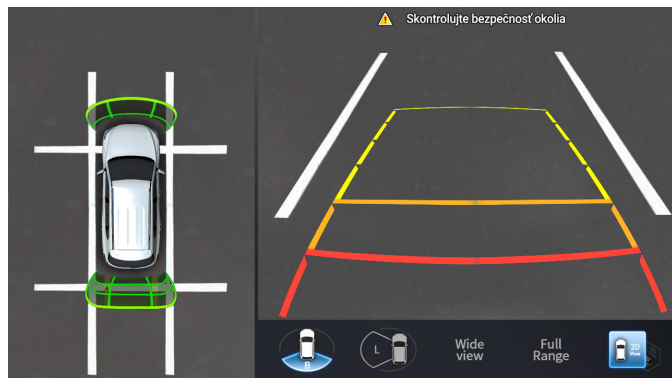 Skontrolujte bezpečnosť okolia
B
L
Wide
view
Full
Range
2D
View